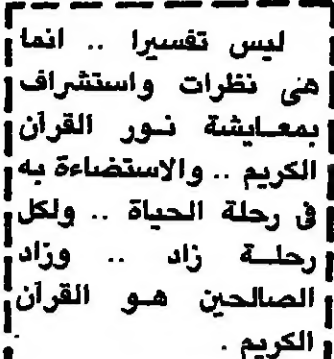 ليس تفسيرا .. انما
هى نظرات واستشراف
بمعايشة نور القرآن
الكريم .. والاستضاءة به
فى رحلة الحياة .. ولكل
رحلة زاد .. وزاد
الصالحين هو القرآن
الكريم .